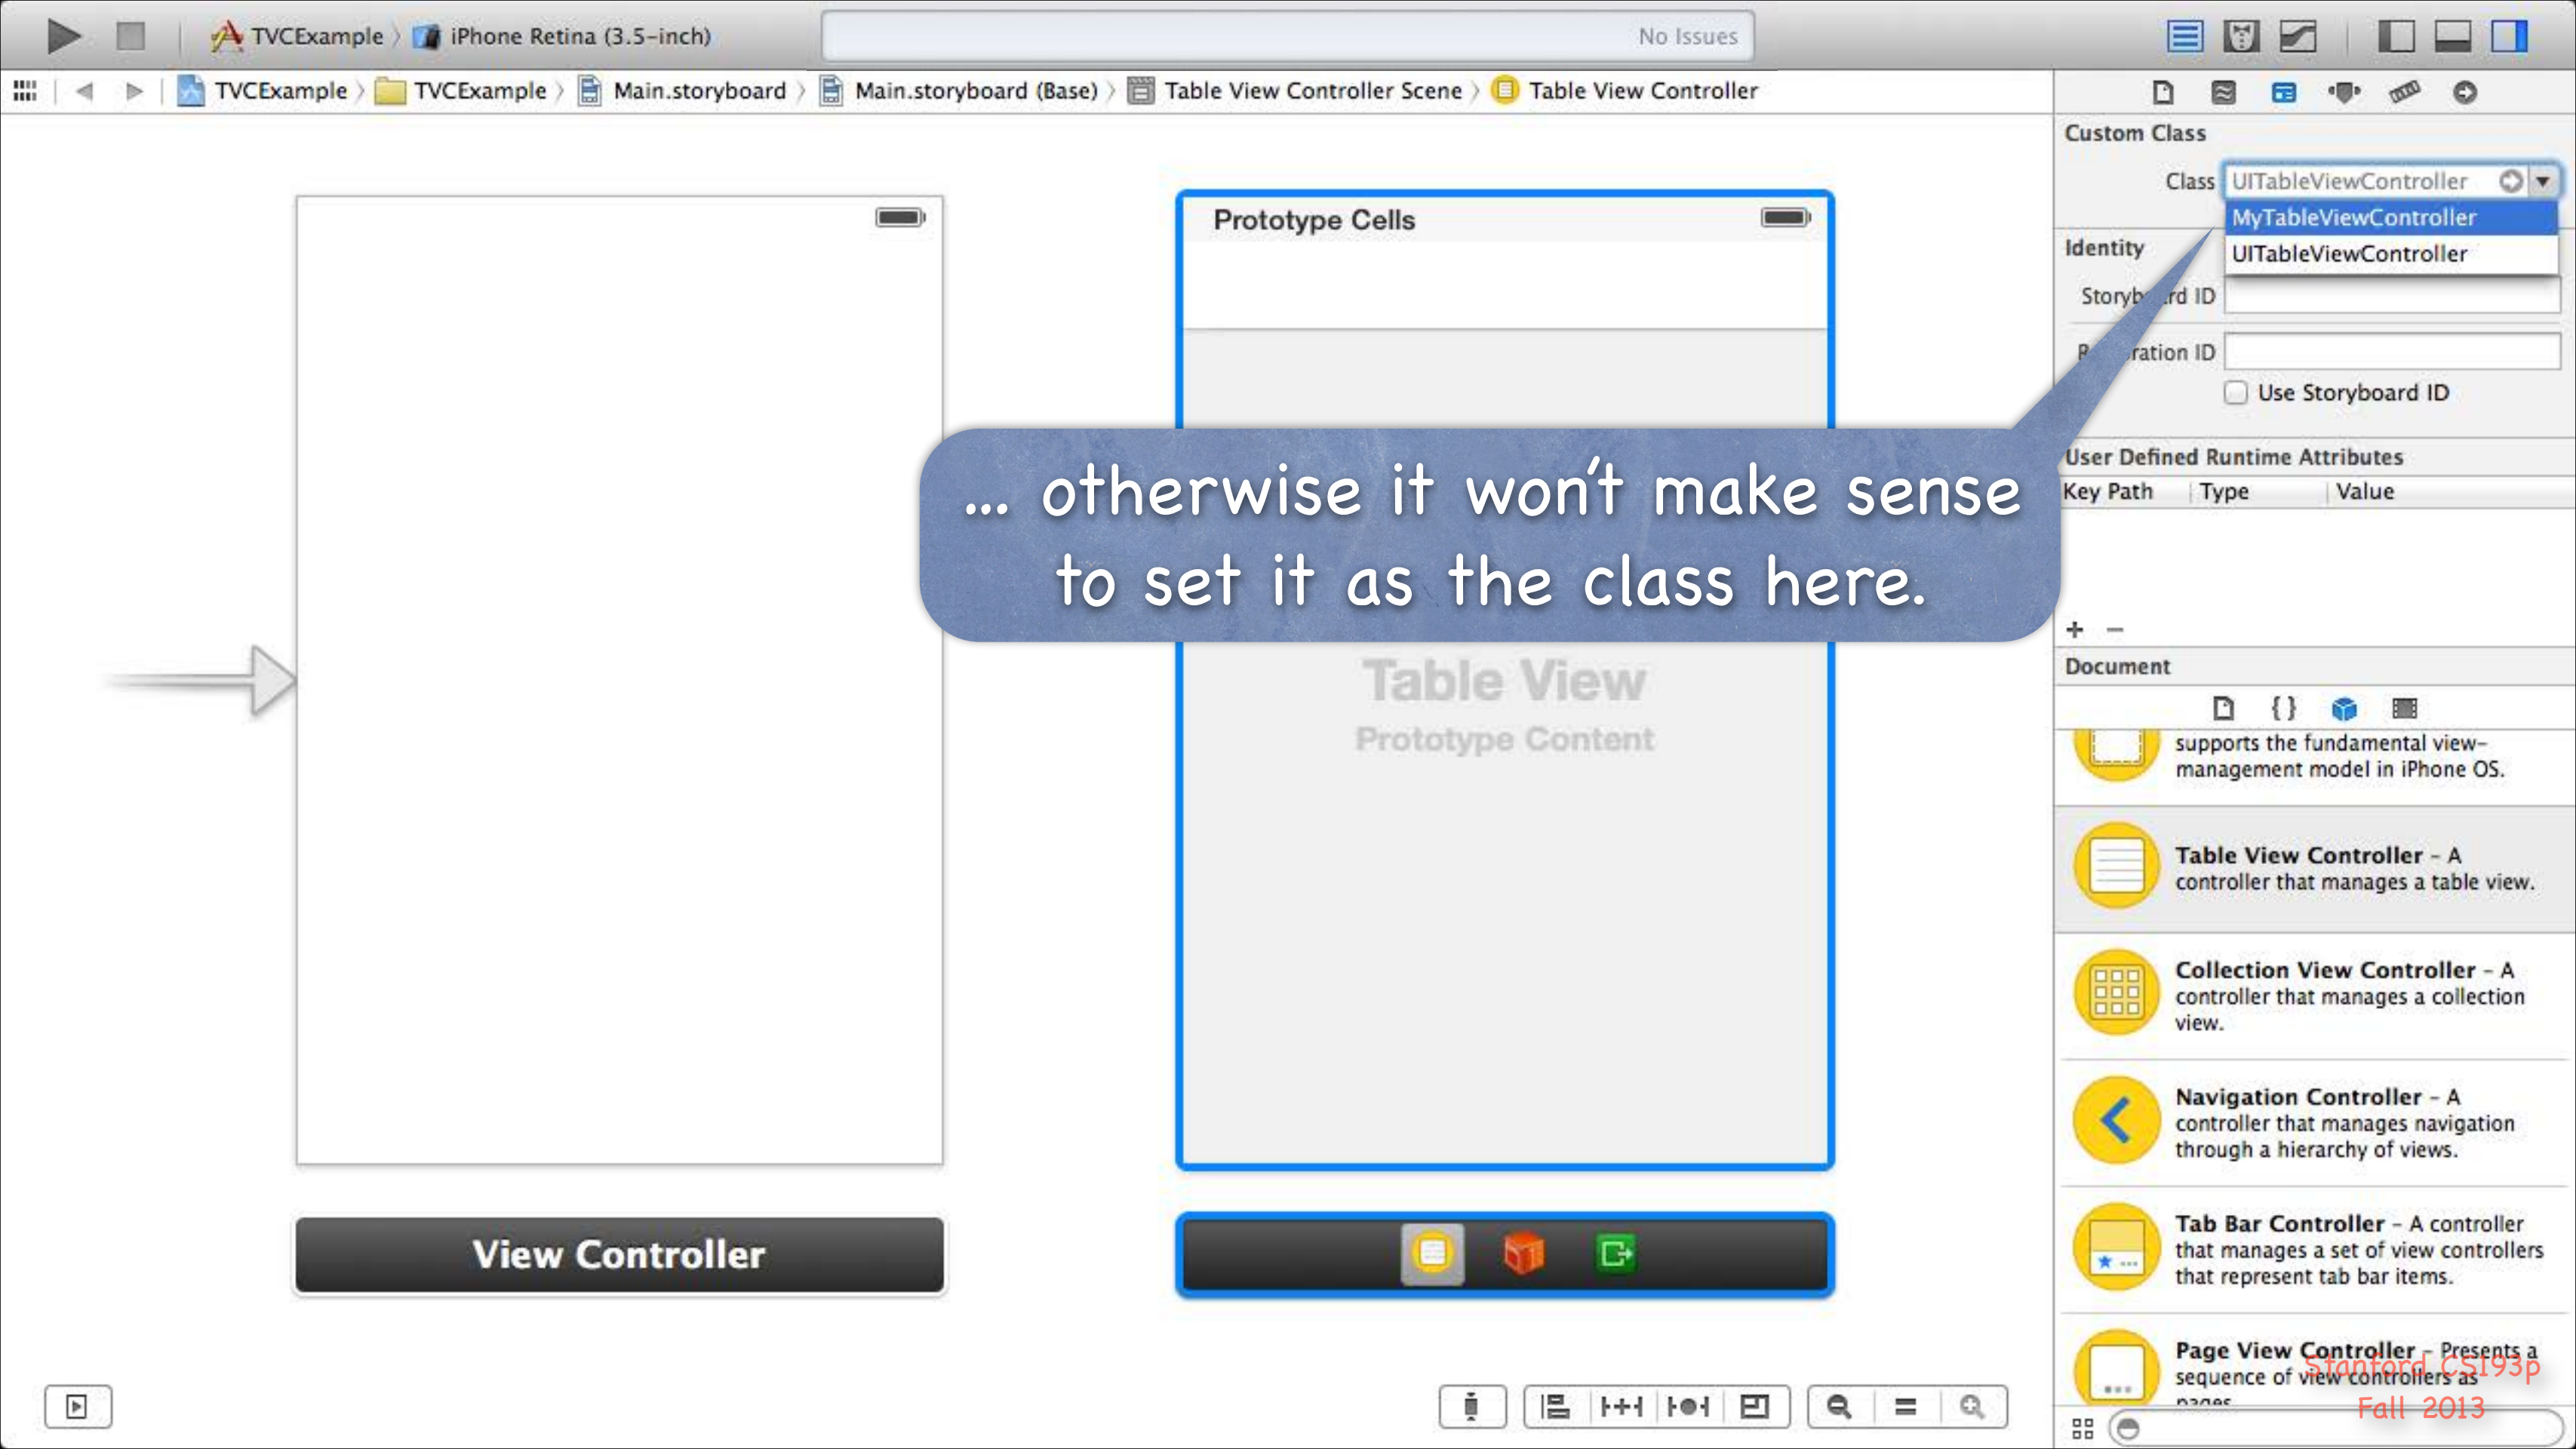 TVCExample
iPhone Retina (3.5-inch)
No Issues
TVCExample
TVCExample
Main.storyboard
Main.storyboard (Base)
Table View Controller Scene
Table View Controller
Custom Class
Class
UITableViewController
MyTableViewController
UITableViewController
Identity
Storyb rd ID
ration ID
Use Storyboard ID
User Defined Runtime Attributes
Key Path
Type
Value
Prototype Cells
... otherwise it won't make sense
to set it as the class here.
Table View
Prototype Content
View Controller
Document
{ }
supports the fundamental view-
management model in iPhone OS.
Table View Controller - A
controller that manages a table view.
Collection View Controller - A
controller that manages a collection
view.
Navigation Controller - A
controller that manages navigation
through a hierarchy of views.
Tab Bar Controller - A controller
that manages a set of view controllers
that represent tab bar items.
Page View Controller - Presents a
sequence of view controllers as
pages.
Stanford CS193p
Fall 2013